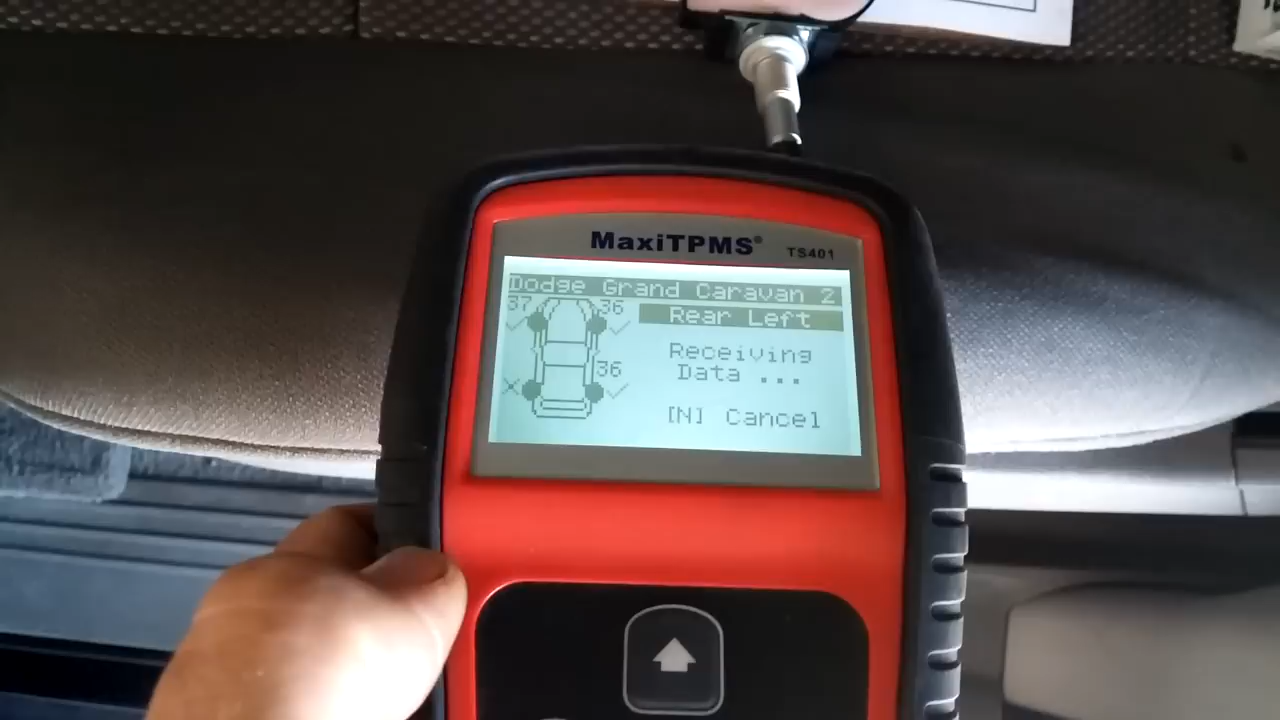 MaxiTPMS®
TS401
Dodge Grand Caravan 2
37 36 Rear Left
Receiving
36
Data ...
[N] Cancel